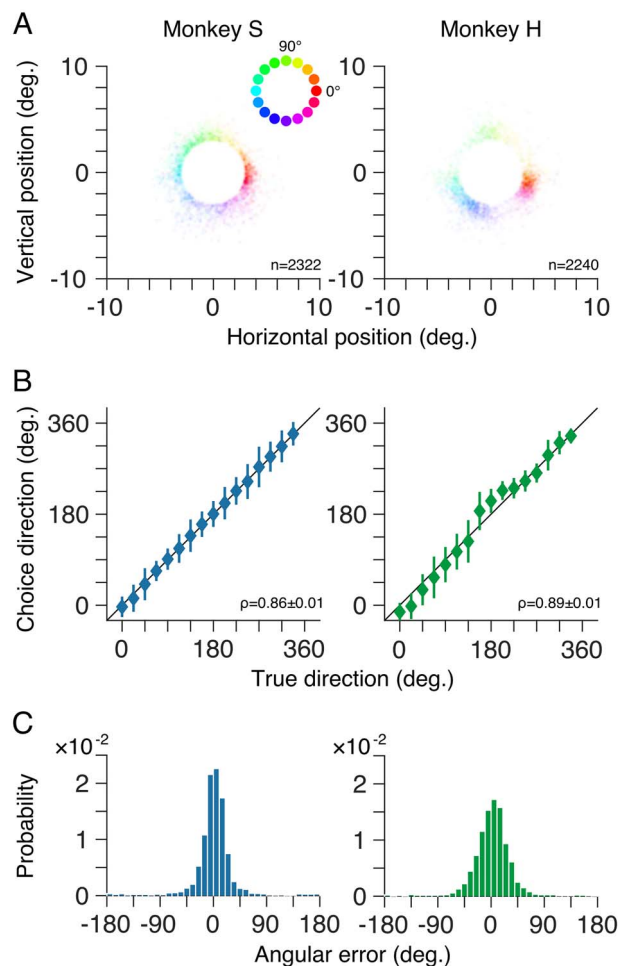 A
Monkey S
Monkey H
Vertical position (deg.)
10
0
-10
90°
0°
n=2322
-10
0
10
10
0
-10
n=2240
-10
0
10
Horizontal position (deg.)
B
Choice direction (deg.)
360
180
0
ρ=0.86±0.01
0
180
360
360
180
0
ρ=0.89±0.01
0
180
360
True direction (deg.)
C
Probability
×10-2
2
1
0
-180
-90
0
90
180
×10-2
2
1
0
-180
-90
0
90
180
Angular error (deg.)